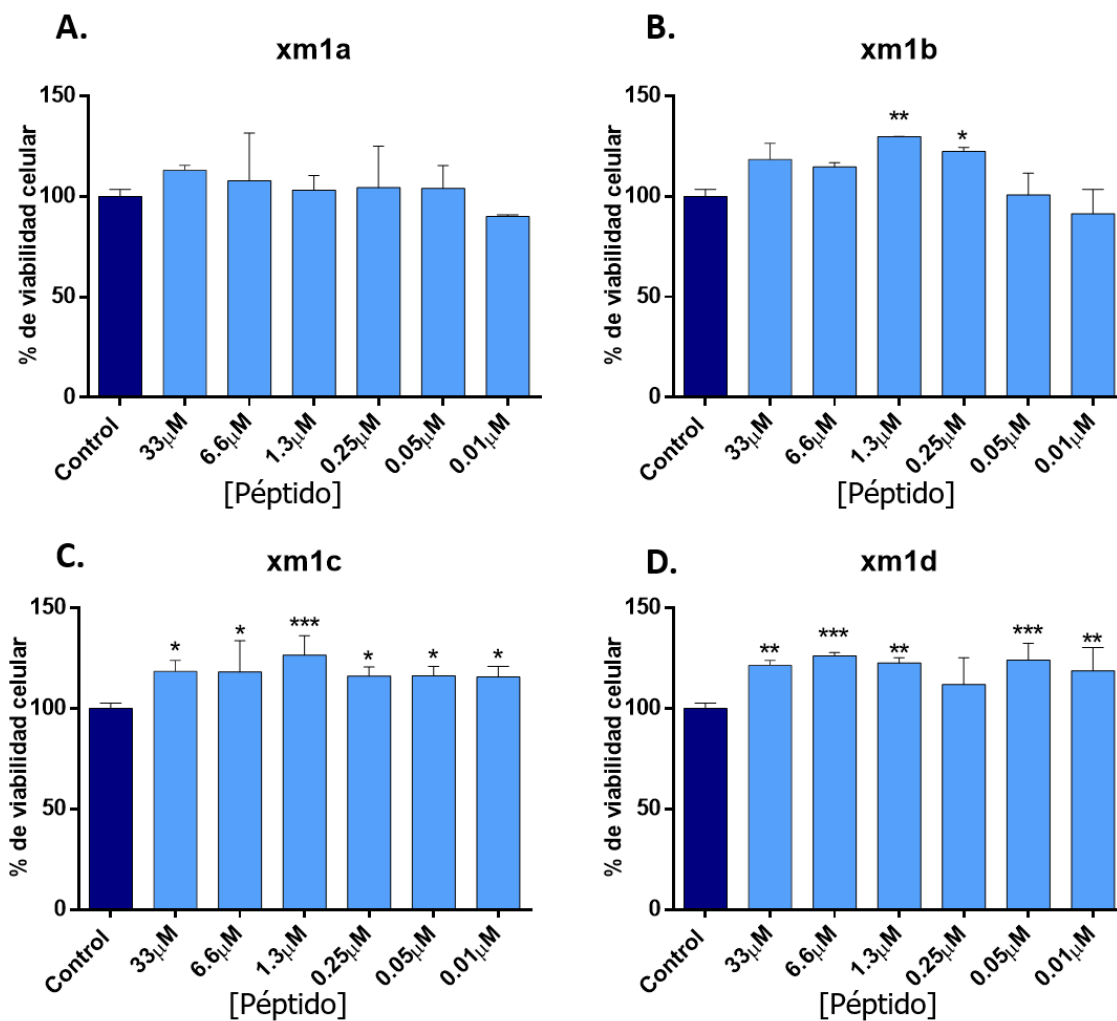 A.
xm1a
% de viabilidad celular
150
100
50
0
Control
33µM
6.6µM
1.3µM
0.25µM
0.05µM
0.01µM
[Péptido]
B.
xm1b
% de viabilidad celular
150
100
50
0
**
*
Control
33µM
6.6µM
1.3µM
0.25µM
0.05µM
0.01µM
[Péptido]
C.
xm1c
% de viabilidad celular
150
100
50
0
*
*
***
*
*
*
Control
33µM
6.6µM
1.3µM
0.25µM
0.05µM
0.01µM
[Péptido]
D.
xm1d
% de viabilidad celular
150
100
50
0
**
***
**
***
**
Control
33µM
6.6µM
1.3µM
0.25µM
0.05µM
0.01µM
[Péptido]